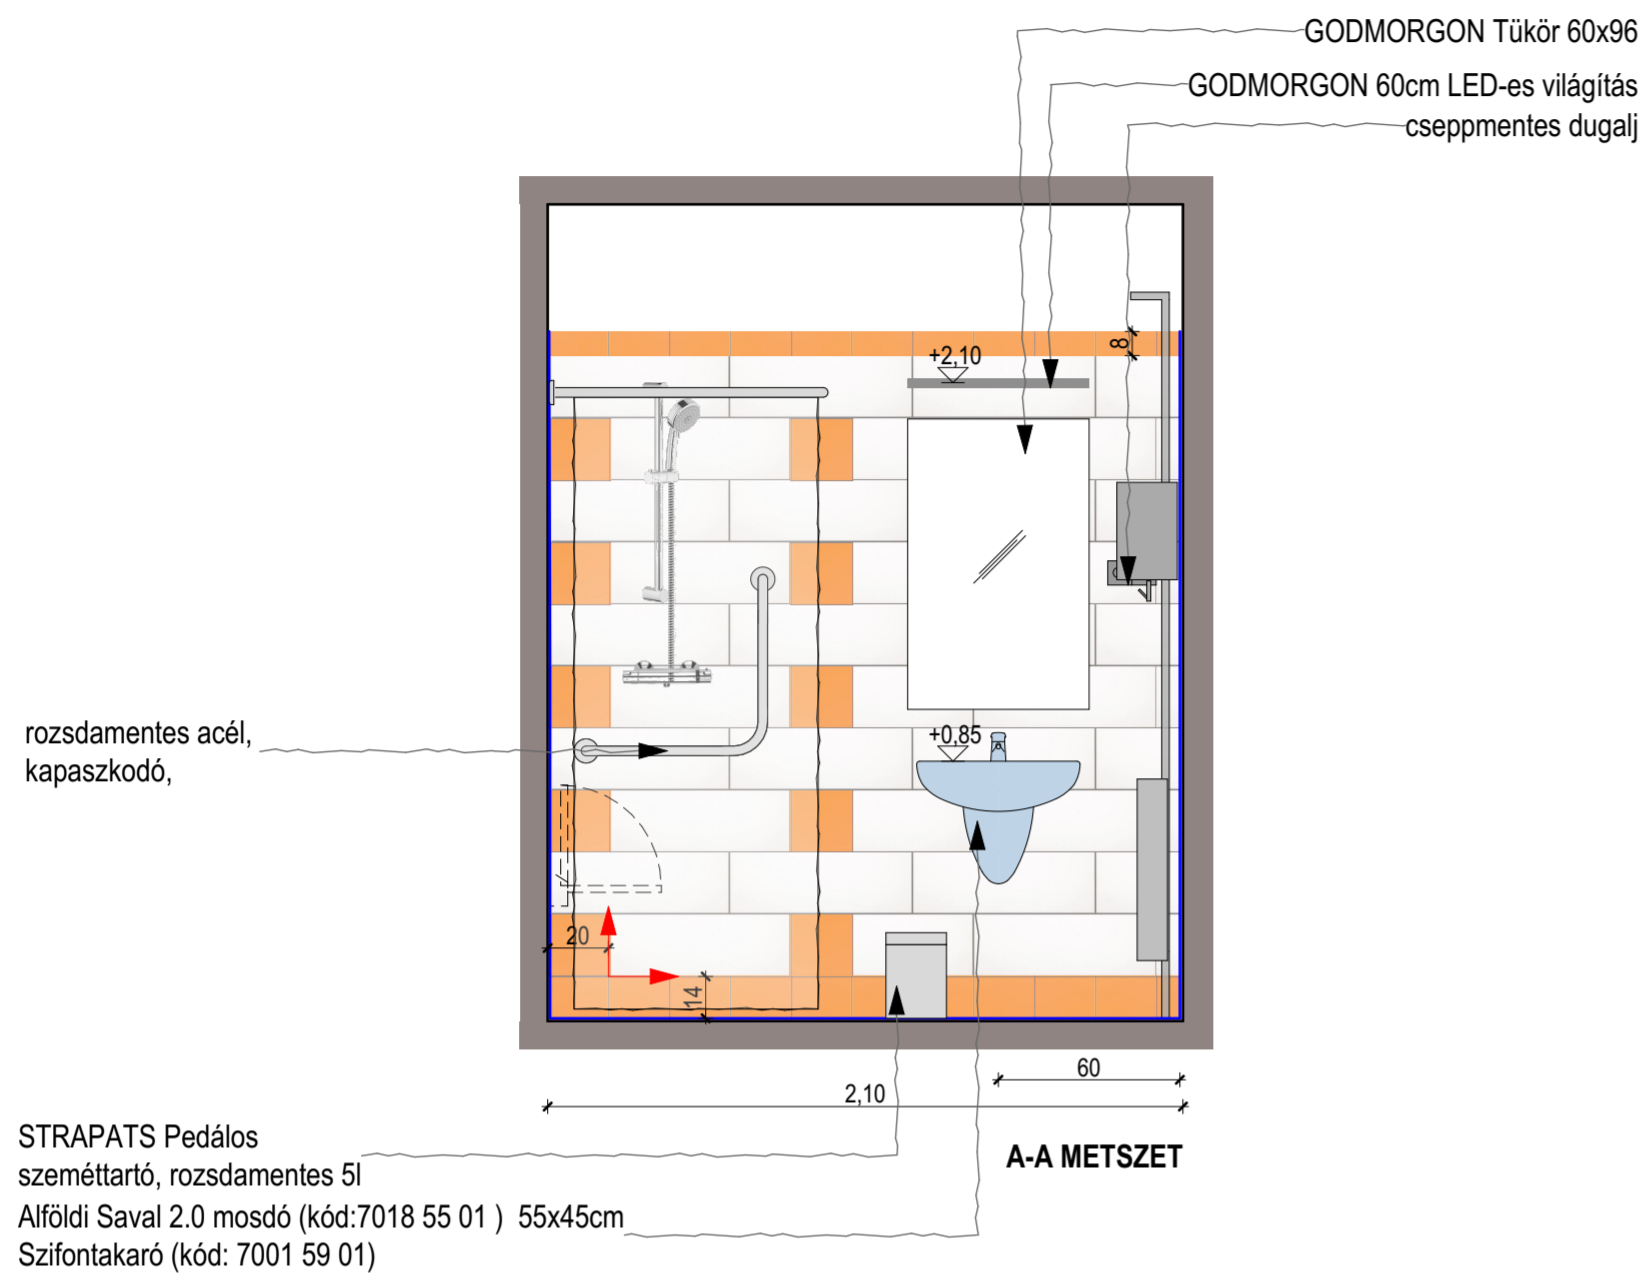 GODMORGON Tükör 60x96
GODMORGON 60cm LED-es világítás
cseppmentes dugalj
8
+2,10
+0,85
rozsdamentes acél,
kapaszkodó,
20
14
60
2,10
A-A METSZET
STRAPATS Pedálos
szeméttartó, rozsdamentes 5l
Alföldi Saval 2.0 mosdó (kód:7018 55 01 ) 55x45cm
Szifontakaró (kód: 7001 59 01)